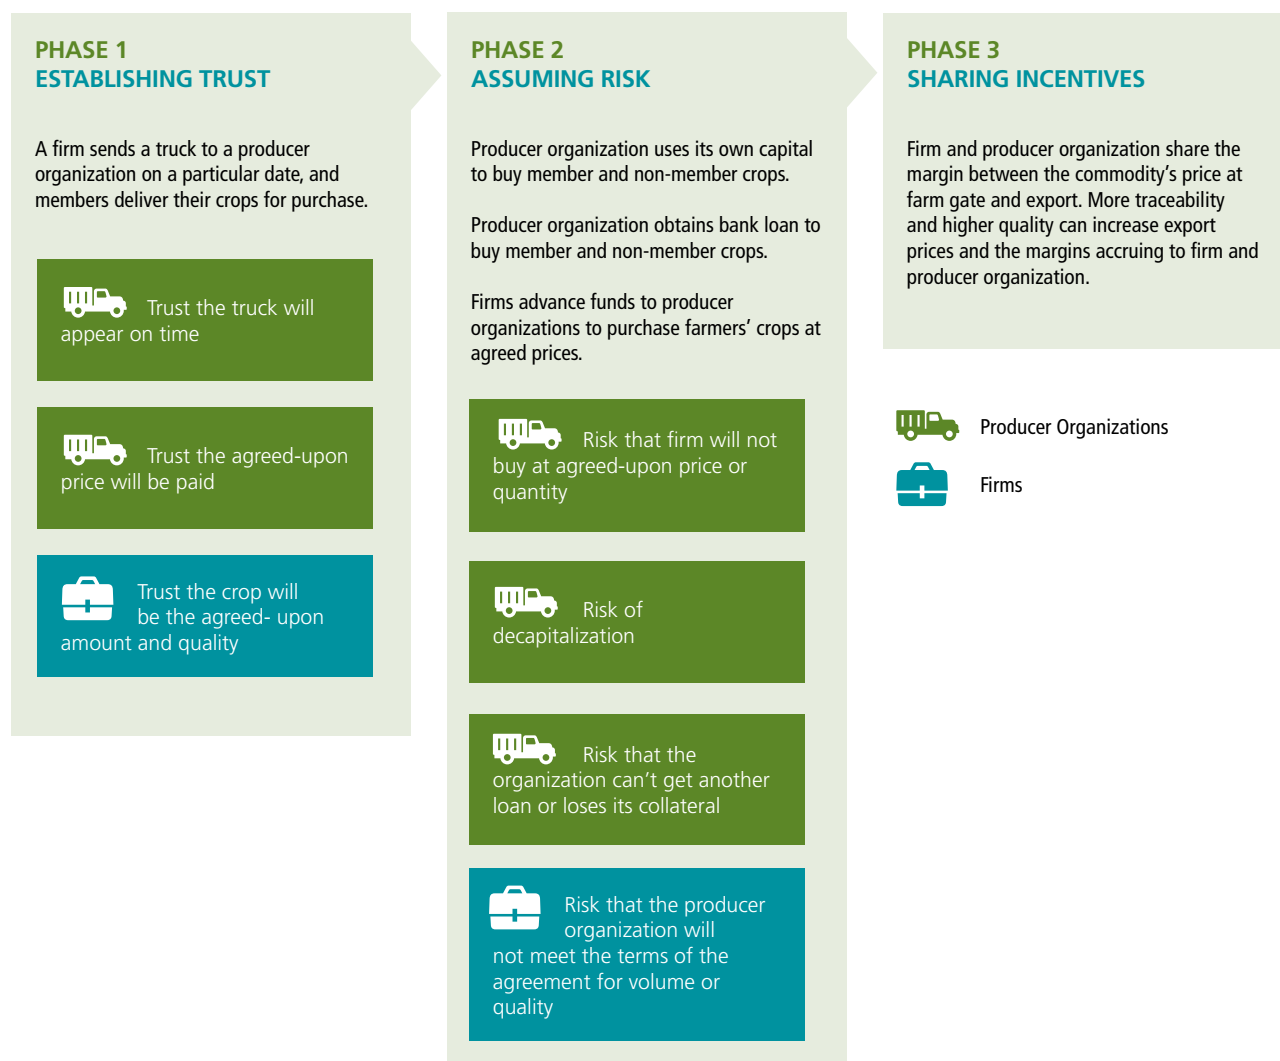 PHASE 1
ESTABLISHING TRUST
A firm sends a truck to a producer
organization on a particular date, and
members deliver their crops for purchase.
Trust the truck will
appear on time
Trust the agreed-upon
price will be paid
Trust the crop will
be the agreed- upon
amount and quality
PHASE 2
ASSUMING RISK
Producer organization uses its own capital
to buy member and non-member crops.
Producer organization obtains bank loan to
buy member and non-member crops.
Firms advance funds to producer
organizations to purchase farmers’ crops at
agreed prices.
Risk that firm will not
buy at agreed-upon price or
quantity
Risk of
decapitalization
Risk that the
organization can’t get another
loan or loses its collateral
Risk that the producer
organization will
not meet the terms of the
agreement for volume or
quality
PHASE 3
SHARING INCENTIVES
Firm and producer organization share the
margin between the commodity’s price at
farm gate and export. More traceability
and higher quality can increase export
prices and the margins accruing to firm and
producer organization.
Producer Organizations
Firms